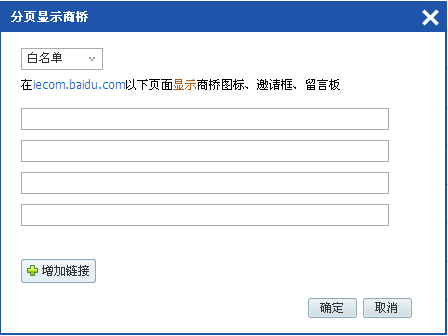 分页显示商桥
白名单
在iecom.baidu.com以下页面显示商桥图标、邀请框、留言板
增加链接
确定 取消